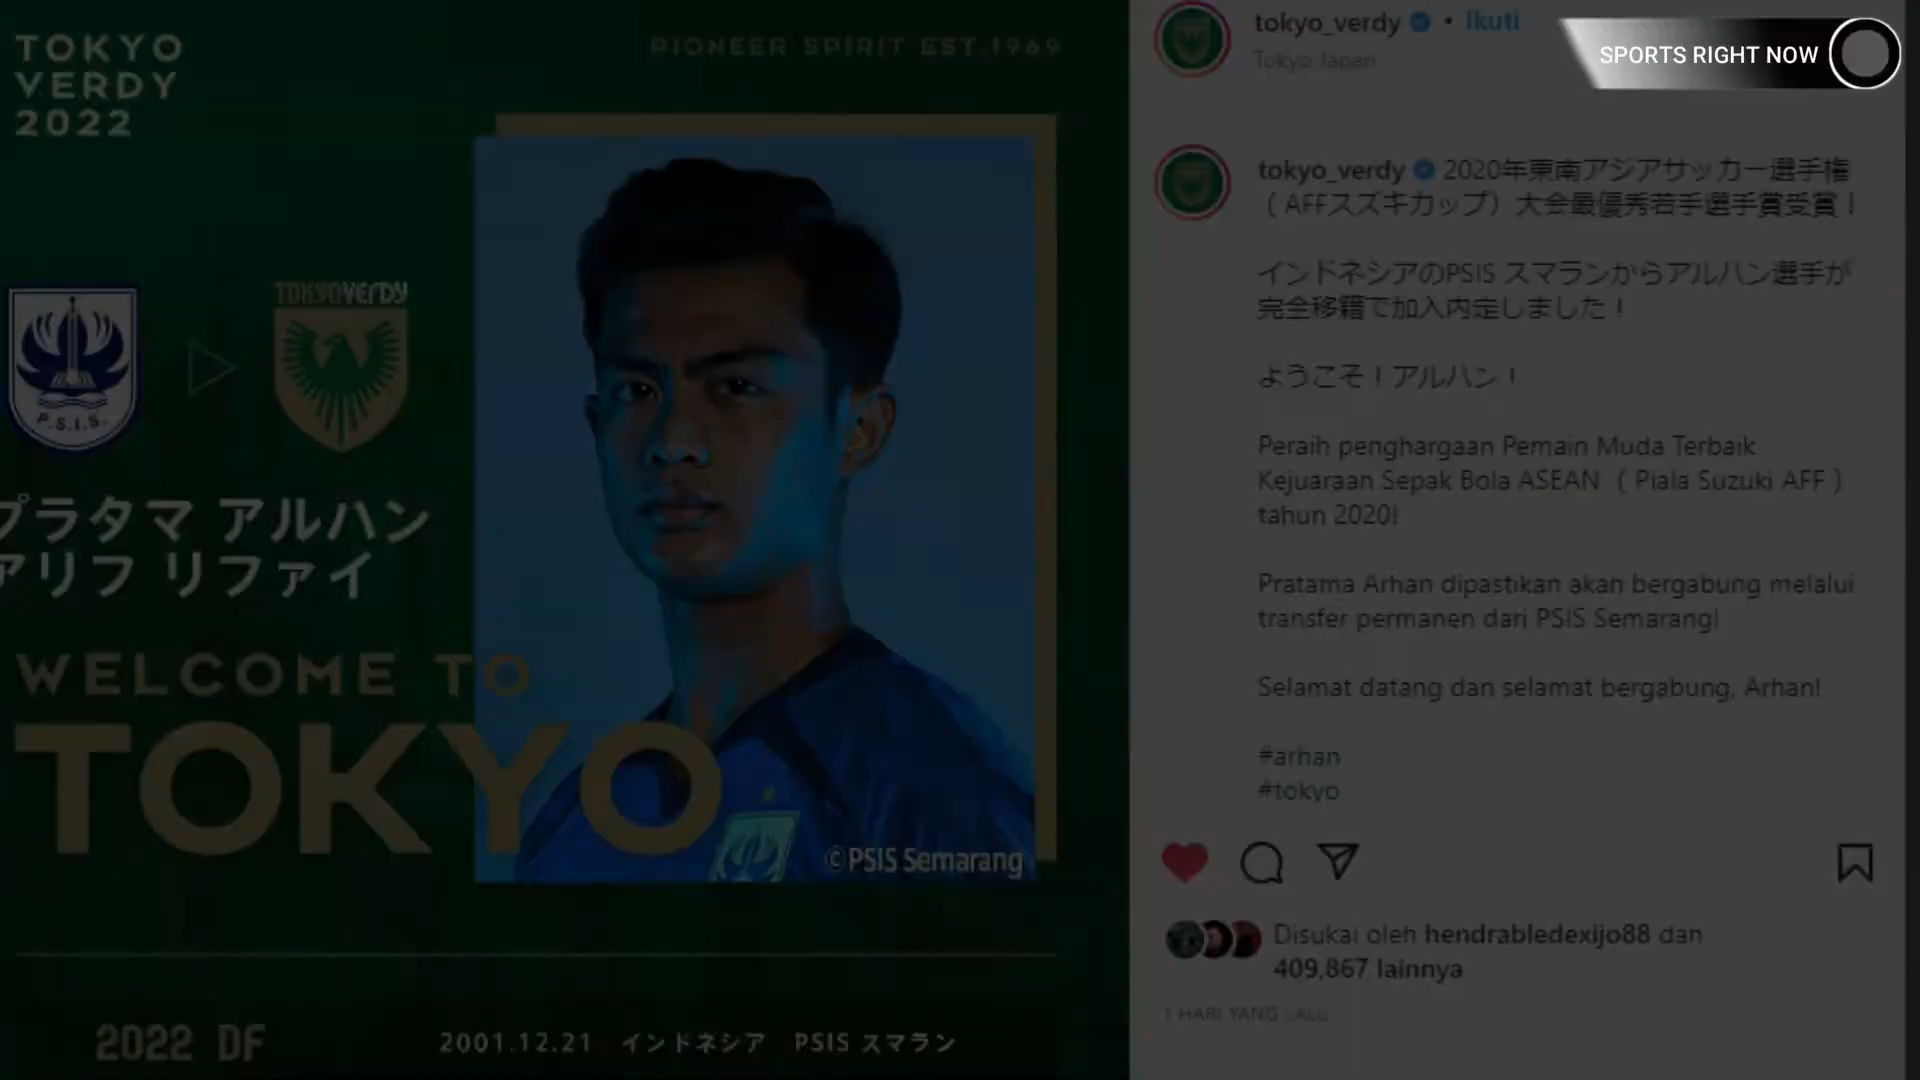 TOKYO
VERDY
2022
PIONEER SPIRIT EST.1969
P.S.I.S.
TOKYO VERDY
プラタマ アルハン
アリフ リファイ
WELCOME TO
TOKYO
©PSIS Semarang
2022 DF
2001.12.21 インドネシア PSIS スマラン
tokyo_verdy • Ikuti
Tokyo Japan
SPORTS RIGHT NOW
tokyo_verdy 2020年東南アジアサッカー選手権
（ AFFスズキカップ）大会最優秀若手選手賞受賞！
インドネシアのPSIS スマランからアルハン選手が
完全移籍で加入内定しました！
ようこそ！アルハン！
Peraih penghargaan Pemain Muda Terbaik
Kejuaraan Sepak Bola ASEAN （ Piala Suzuki AFF ）
tahun 2020!
Pratama Arhan dipastikan akan bergabung melalui
transfer permanen dari PSIS Semarang!
Selamat datang dan selamat bergabung, Arhan!
#arhan
#tokyo
Disukai oleh hendrabledexijo88 dan
409,867 lainnya
1 HARI YANG LALU